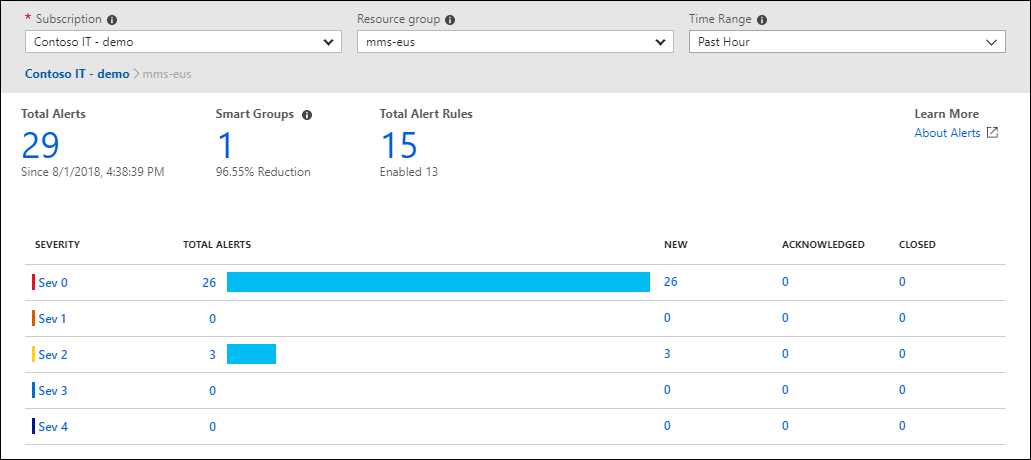 * Subscription Resource group Time Range
Contoso IT - demo mms-eus Past Hour
Contoso IT - demo > mms-eus
Total Alerts Smart Groups Total Alert Rules Learn More
29 1 15 About Alerts
Since 8/1/2018, 4:38:39 PM 96.55% Reduction Enabled 13
SEVERITY TOTAL ALERTS NEW ACKNOWLEDGED CLOSED
Sev 0 26 26 0 0
Sev 1 0 0 0 0
Sev 2 3 3 0 0
Sev 3 0 0 0 0
Sev 4 0 0 0 0